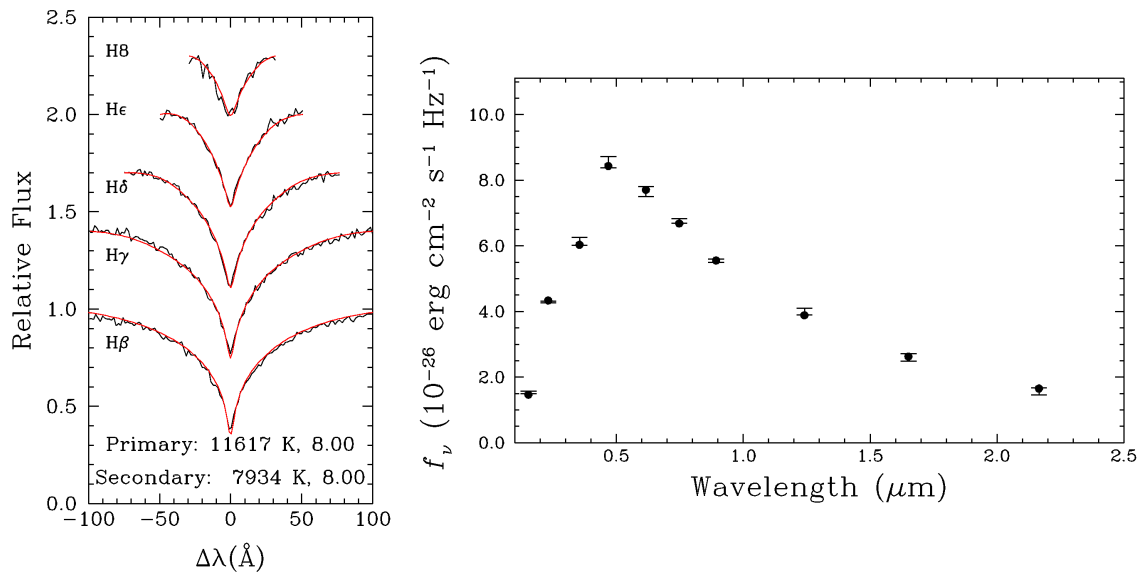 2.5
2.0
1.5
1.0
0.5
0.0
Relative Flux
H8
Hϵ
Hδ
Hγ
Hβ
Primary: 11617 K, 8.00
Secondary: 7934 K, 8.00
−100 −50 0 50 100
Δλ(Å)
10.0
8.0
6.0
4.0
2.0
0.0
f_ν (10⁻²⁶ erg cm⁻² s⁻¹ Hz⁻¹)
0.5 1.0 1.5 2.0 2.5
Wavelength (μm)